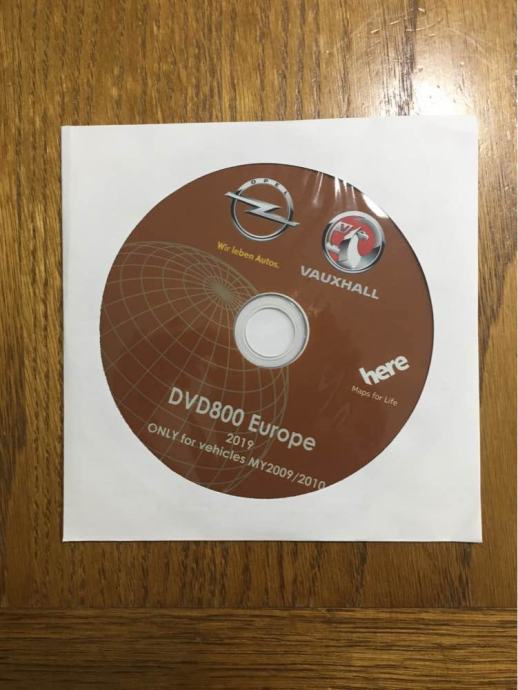 OPEL
Wir leben Autos.
VAUXHALL
here
Maps for Life
DVD800 Europe
2019
ONLY for vehicles MY2009/2010